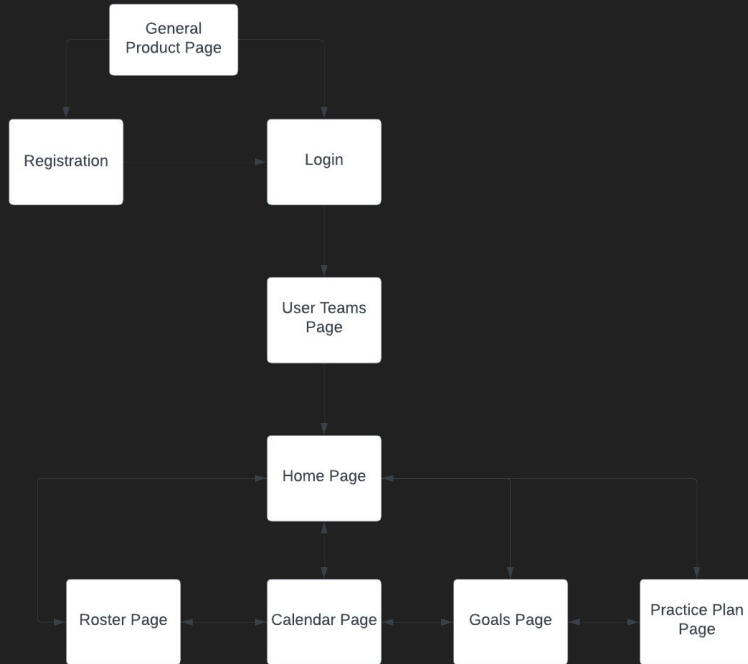 General
Product Page
Registration
Login
User Teams
Page
Home Page
Roster Page
Calendar Page
Goals Page
Practice Plan
Page